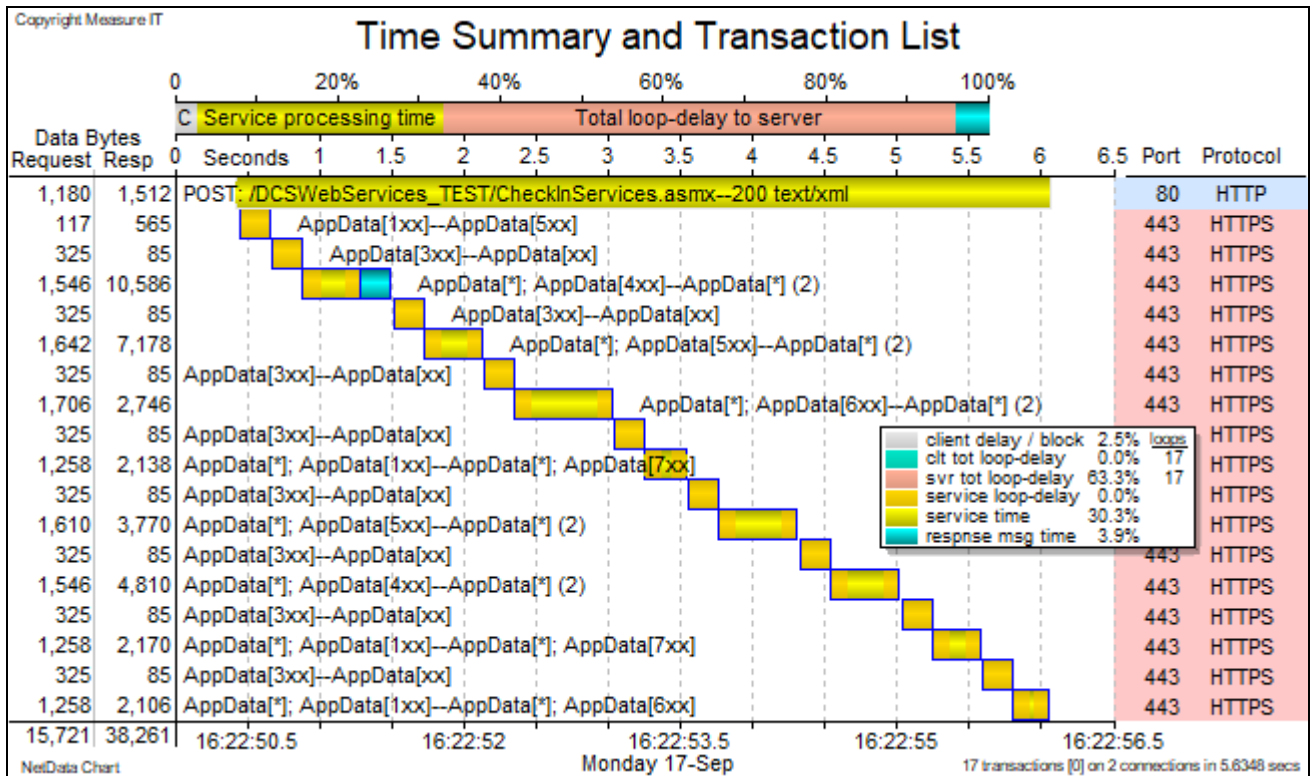 Copyright Measure IT
Time Summary and Transaction List
0 20% 40% 60% 80% 100%
C Service processing time Total loop-delay to server
Data Bytes
Request Resp 0 Seconds 1 1.5 2 2.5 3 3.5 4 4.5 5 5.5 6 6.5 Port Protocol
1,180 1,512 POST: /DCSWebServices_TEST/CheckInServices.asmx--200 text/xml 80 HTTP
117 565 AppData[1xx]--AppData[5xx] 443 HTTPS
325 85 AppData[3xx]--AppData[xx] 443 HTTPS
1,546 10,586 AppData[*]; AppData[4xx]--AppData[*] (2) 443 HTTPS
325 85 AppData[3xx]--AppData[xx] 443 HTTPS
1,642 7,178 AppData[*]; AppData[5xx]--AppData[*] (2) 443 HTTPS
325 85 AppData[3xx]--AppData[xx] 443 HTTPS
1,706 2,746 AppData[*]; AppData[6xx]--AppData[*] (2) 443 HTTPS
325 85 AppData[3xx]--AppData[xx] 443 HTTPS
1,258 2,138 AppData[*]; AppData[1xx]--AppData[*]; AppData[7xx] 443 HTTPS
325 85 AppData[3xx]--AppData[xx] 443 HTTPS
1,610 3,770 AppData[*]; AppData[5xx]--AppData[*] (2) 443 HTTPS
325 85 AppData[3xx]--AppData[xx] 443 HTTPS
1,546 4,810 AppData[*]; AppData[4xx]--AppData[*] (2) 443 HTTPS
325 85 AppData[3xx]--AppData[xx] 443 HTTPS
1,258 2,170 AppData[*]; AppData[1xx]--AppData[*]; AppData[7xx] 443 HTTPS
325 85 AppData[3xx]--AppData[xx] 443 HTTPS
1,258 2,106 AppData[*]; AppData[1xx]--AppData[*]; AppData[6xx] 443 HTTPS
15,721 38,261 16:22:50.5 16:22:52 16:22:53.5 16:22:55 16:22:56.5
client delay / block 2.5% loops
clt tot loop-delay 0.0% 17
svr tot loop-delay 63.3% 17
service loop-delay 0.0%
service time 30.3%
respnse msg time 3.9%
NetData Chart Monday 17-Sep 17 transactions [0] on 2 connections in 5.6348 secs